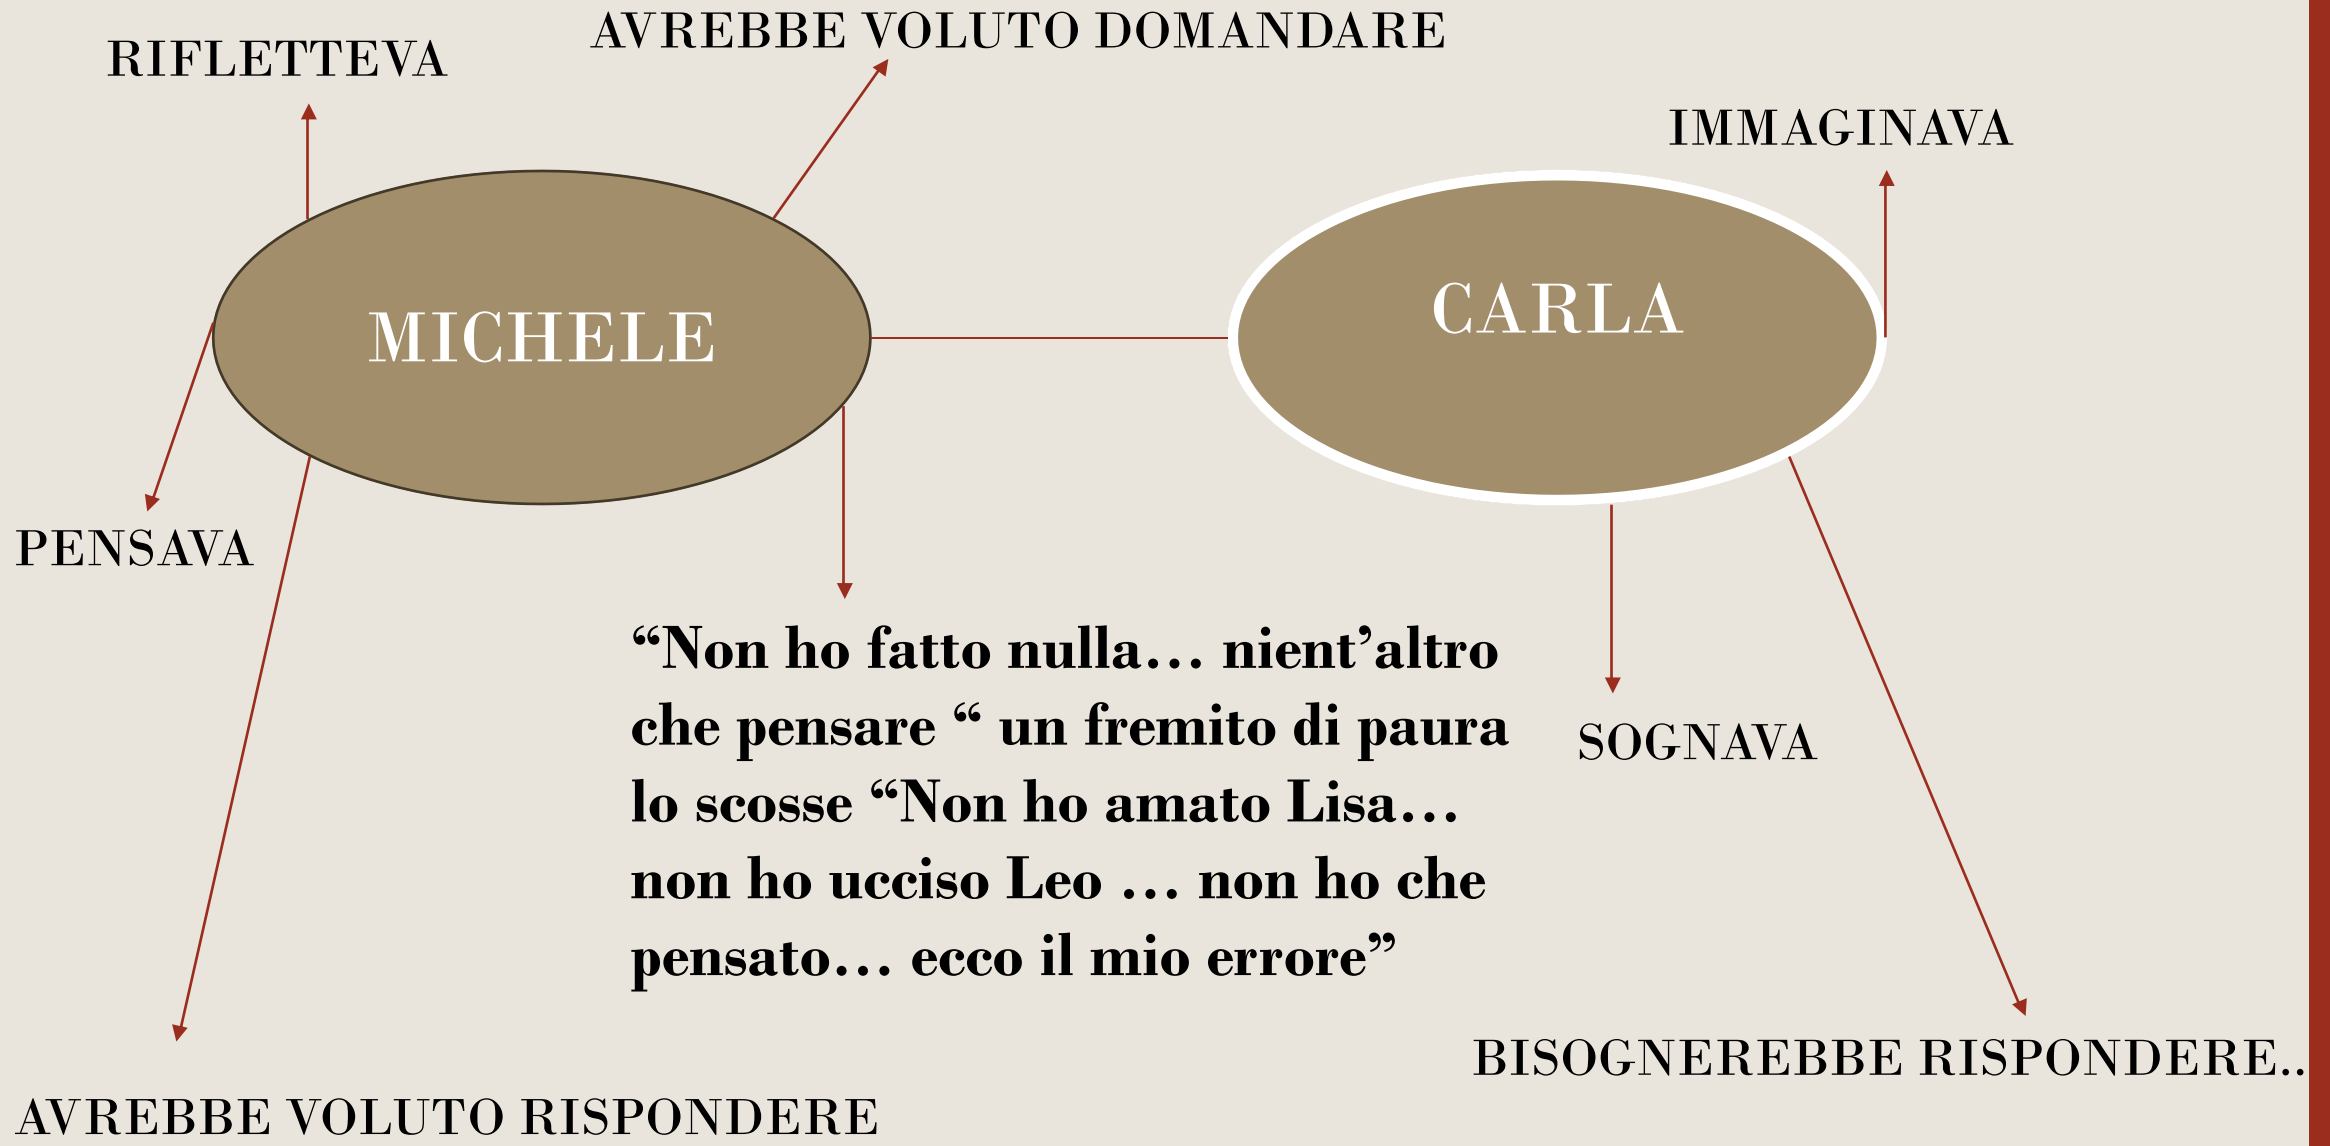 AVREBBE VOLUTO DOMANDARE
RIFLETTEVA
IMMAGINAVA
MICHELE
CARLA
PENSAVA
“Non ho fatto nulla… nient’altro
che pensare “ un fremito di paura
lo scosse “Non ho amato Lisa…
non ho ucciso Leo … non ho che
pensato… ecco il mio errore”
SOGNAVA
BISOGNEREBBE RISPONDERE..
AVREBBE VOLUTO RISPONDERE